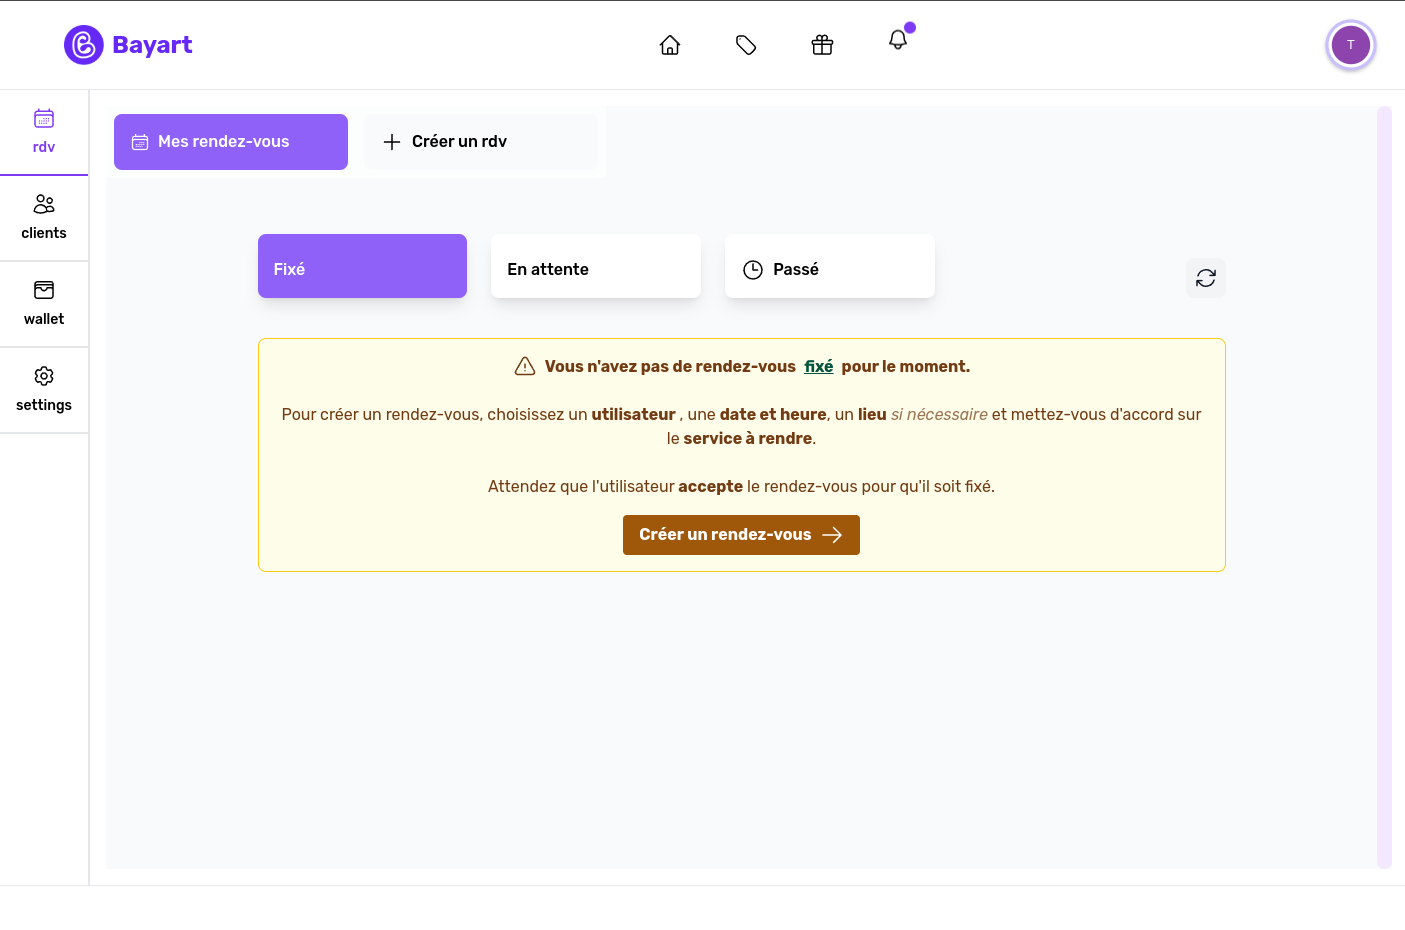 Bayart
T
rdv
clients
wallet
settings
Mes rendez-vous
Créer un rdv
Fixé
En attente
Passé
Vous n'avez pas de rendez-vous fixé pour le moment.
Pour créer un rendez-vous, choisissez un utilisateur , une date et heure, un lieu si nécessaire et mettez-vous d'accord sur
le service à rendre.
Attendez que l'utilisateur accepte le rendez-vous pour qu'il soit fixé.
Créer un rendez-vous